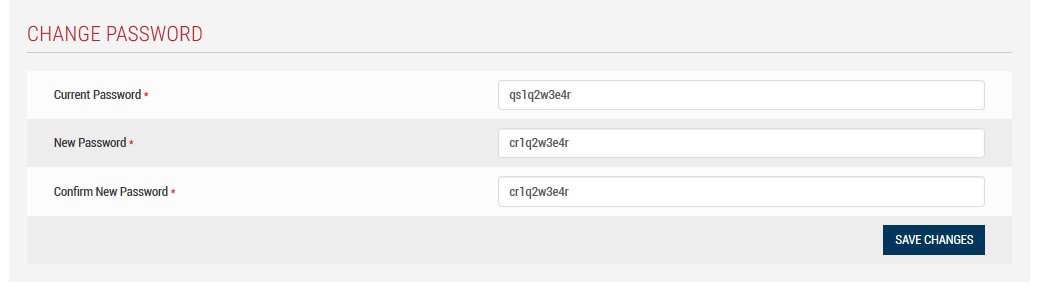 CHANGE PASSWORD
Current Password * qs1q2w3e4r
New Password * cr1q2w3e4r
Confirm New Password * cr1q2w3e4r
SAVE CHANGES